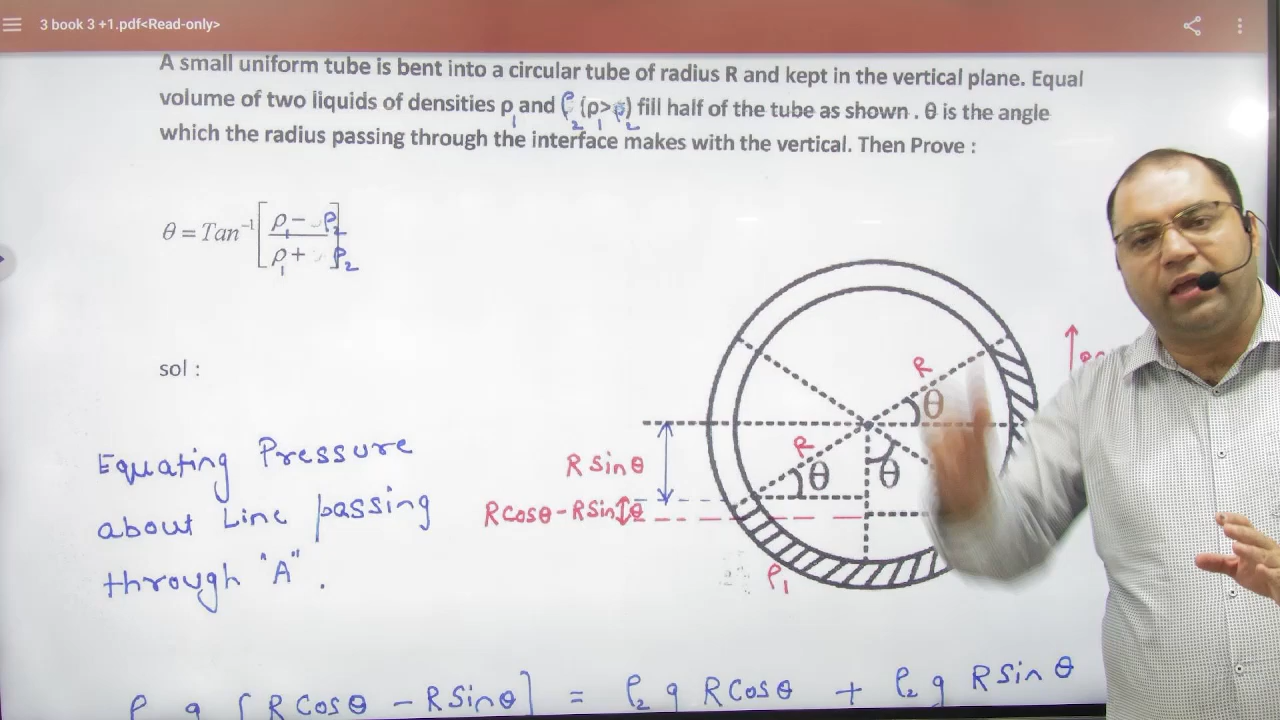 3 book 3 +1.pdf<Read-only>
A small uniform tube is bent into a circular tube of radius R and kept in the vertical plane. Equal
volume of two liquids of densities ρ₁ and ρ₂ (ρ₁>ρ₂) fill half of the tube as shown . θ is the angle
which the radius passing through the interface makes with the vertical. Then Prove :
θ = Tan⁻¹[(ρ₁ − ρ₂)/(ρ₁ + ρ₂)]
sol :
R
θ
Equating Pressure
R sinθ
R
θ
θ
about Line passing
Rcosθ−Rsinθ
through "A" .
ρ₁
ρ g [Rcosθ − Rsinθ] = ρ₂ g Rcosθ + ρ₂ g Rsinθ